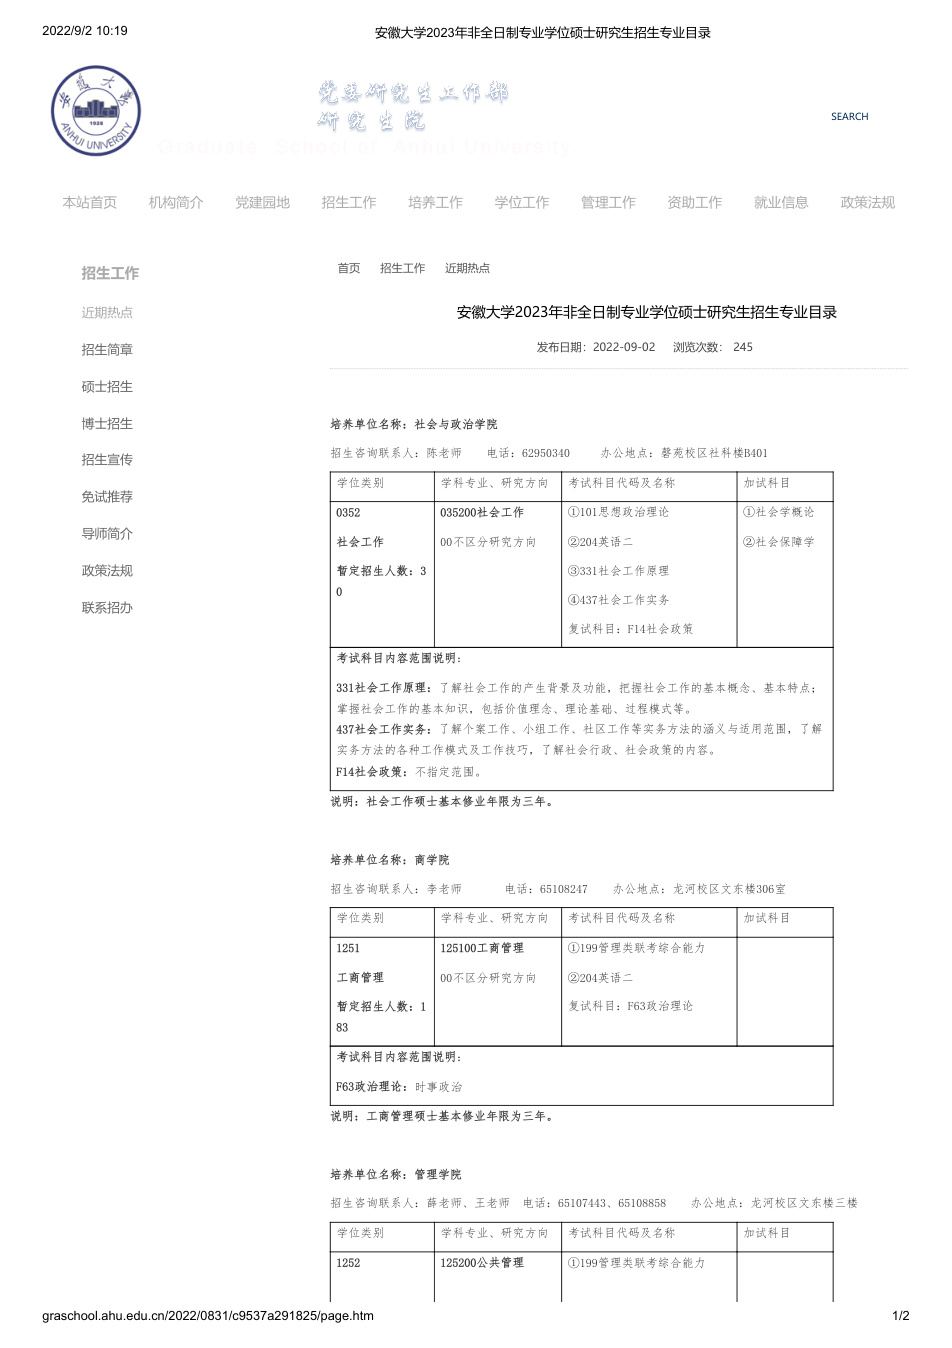 2022/9/2 10:19
安徽大学2023年非全日制专业学位硕士研究生招生专业目录
安徽大学
1928
ANHUI UNIVERSITY
党委研究生工作部
研究生院
Graduate School of Anhui University
SEARCH
本站首页 机构简介 党建园地 招生工作 培养工作 学位工作 管理工作 资助工作 就业信息 政策法规
招生工作
近期热点
招生简章
硕士招生
博士招生
招生宣传
免试推荐
导师简介
政策法规
联系招办
首页 招生工作 近期热点
安徽大学2023年非全日制专业学位硕士研究生招生专业目录
发布日期：2022-09-02 浏览次数： 245
培养单位名称：社会与政治学院
招生咨询联系人：陈老师 电话：62950340 办公地点：磬苑校区社科楼B401
学位类别 学科专业、研究方向 考试科目代码及名称 加试科目
0352 035200社会工作 ①101思想政治理论 ①社会学概论
社会工作 00不区分研究方向 ②204英语二 ②社会保障学
暂定招生人数：3 ③331社会工作原理
0
④437社会工作实务
复试科目：F14社会政策
考试科目内容范围说明：
331社会工作原理：了解社会工作的产生背景及功能，把握社会工作的基本概念、基本特点；
掌握社会工作的基本知识，包括价值理念、理论基础、过程模式等。
437社会工作实务：了解个案工作、小组工作、社区工作等实务方法的涵义与适用范围，了解
实务方法的各种工作模式及工作技巧，了解社会行政、社会政策的内容。
F14社会政策：不指定范围。
说明：社会工作硕士基本修业年限为三年。
培养单位名称：商学院
招生咨询联系人：李老师 电话：65108247 办公地点：龙河校区文东楼306室
学位类别 学科专业、研究方向 考试科目代码及名称 加试科目
1251 125100工商管理 ①199管理类联考综合能力
工商管理 00不区分研究方向 ②204英语二
暂定招生人数：1 复试科目：F63政治理论
83
考试科目内容范围说明：
F63政治理论：时事政治
说明：工商管理硕士基本修业年限为三年。
培养单位名称：管理学院
招生咨询联系人：薛老师、王老师 电话：65107443、65108858 办公地点：龙河校区文东楼三楼
学位类别 学科专业、研究方向 考试科目代码及名称 加试科目
1252 125200公共管理 ①199管理类联考综合能力
graschool.ahu.edu.cn/2022/0831/c9537a291825/page.htm
1/2